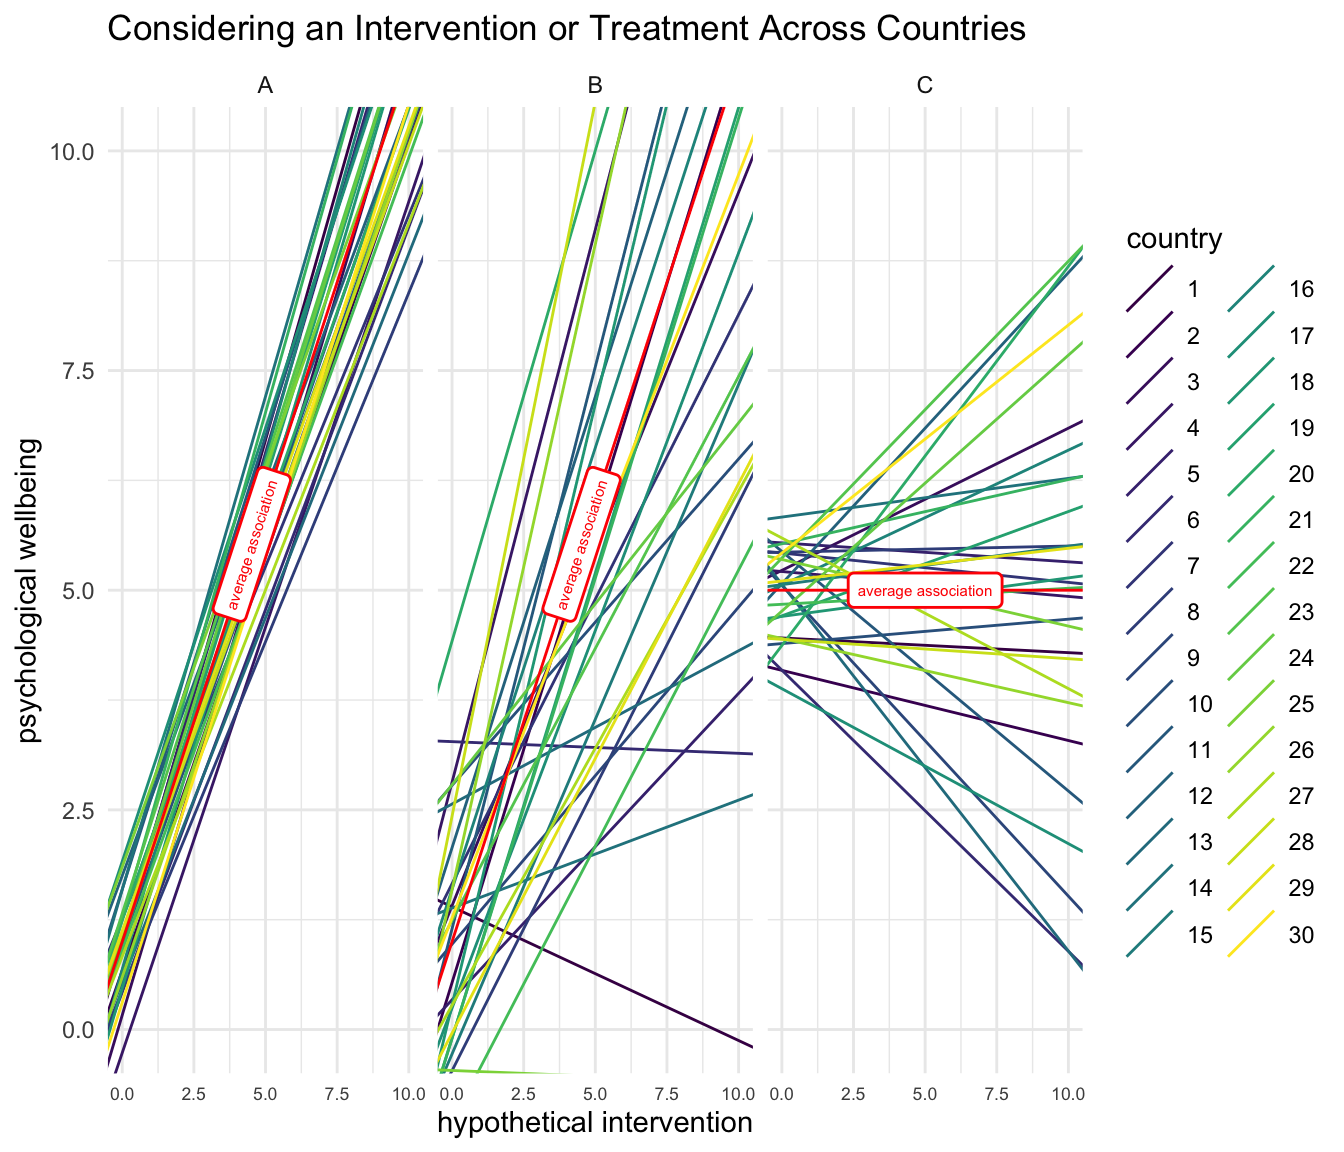 Considering an Intervention or Treatment Across Countries
A
B
C
psychological wellbeing
10.0
7.5
5.0
2.5
0.0
average association
average association
average association
0.0 2.5 5.0 7.5 10.0
0.0 2.5 5.0 7.5 10.0
0.0 2.5 5.0 7.5 10.0
hypothetical intervention
country
1
2
3
4
5
6
7
8
9
10
11
12
13
14
15
16
17
18
19
20
21
22
23
24
25
26
27
28
29
30